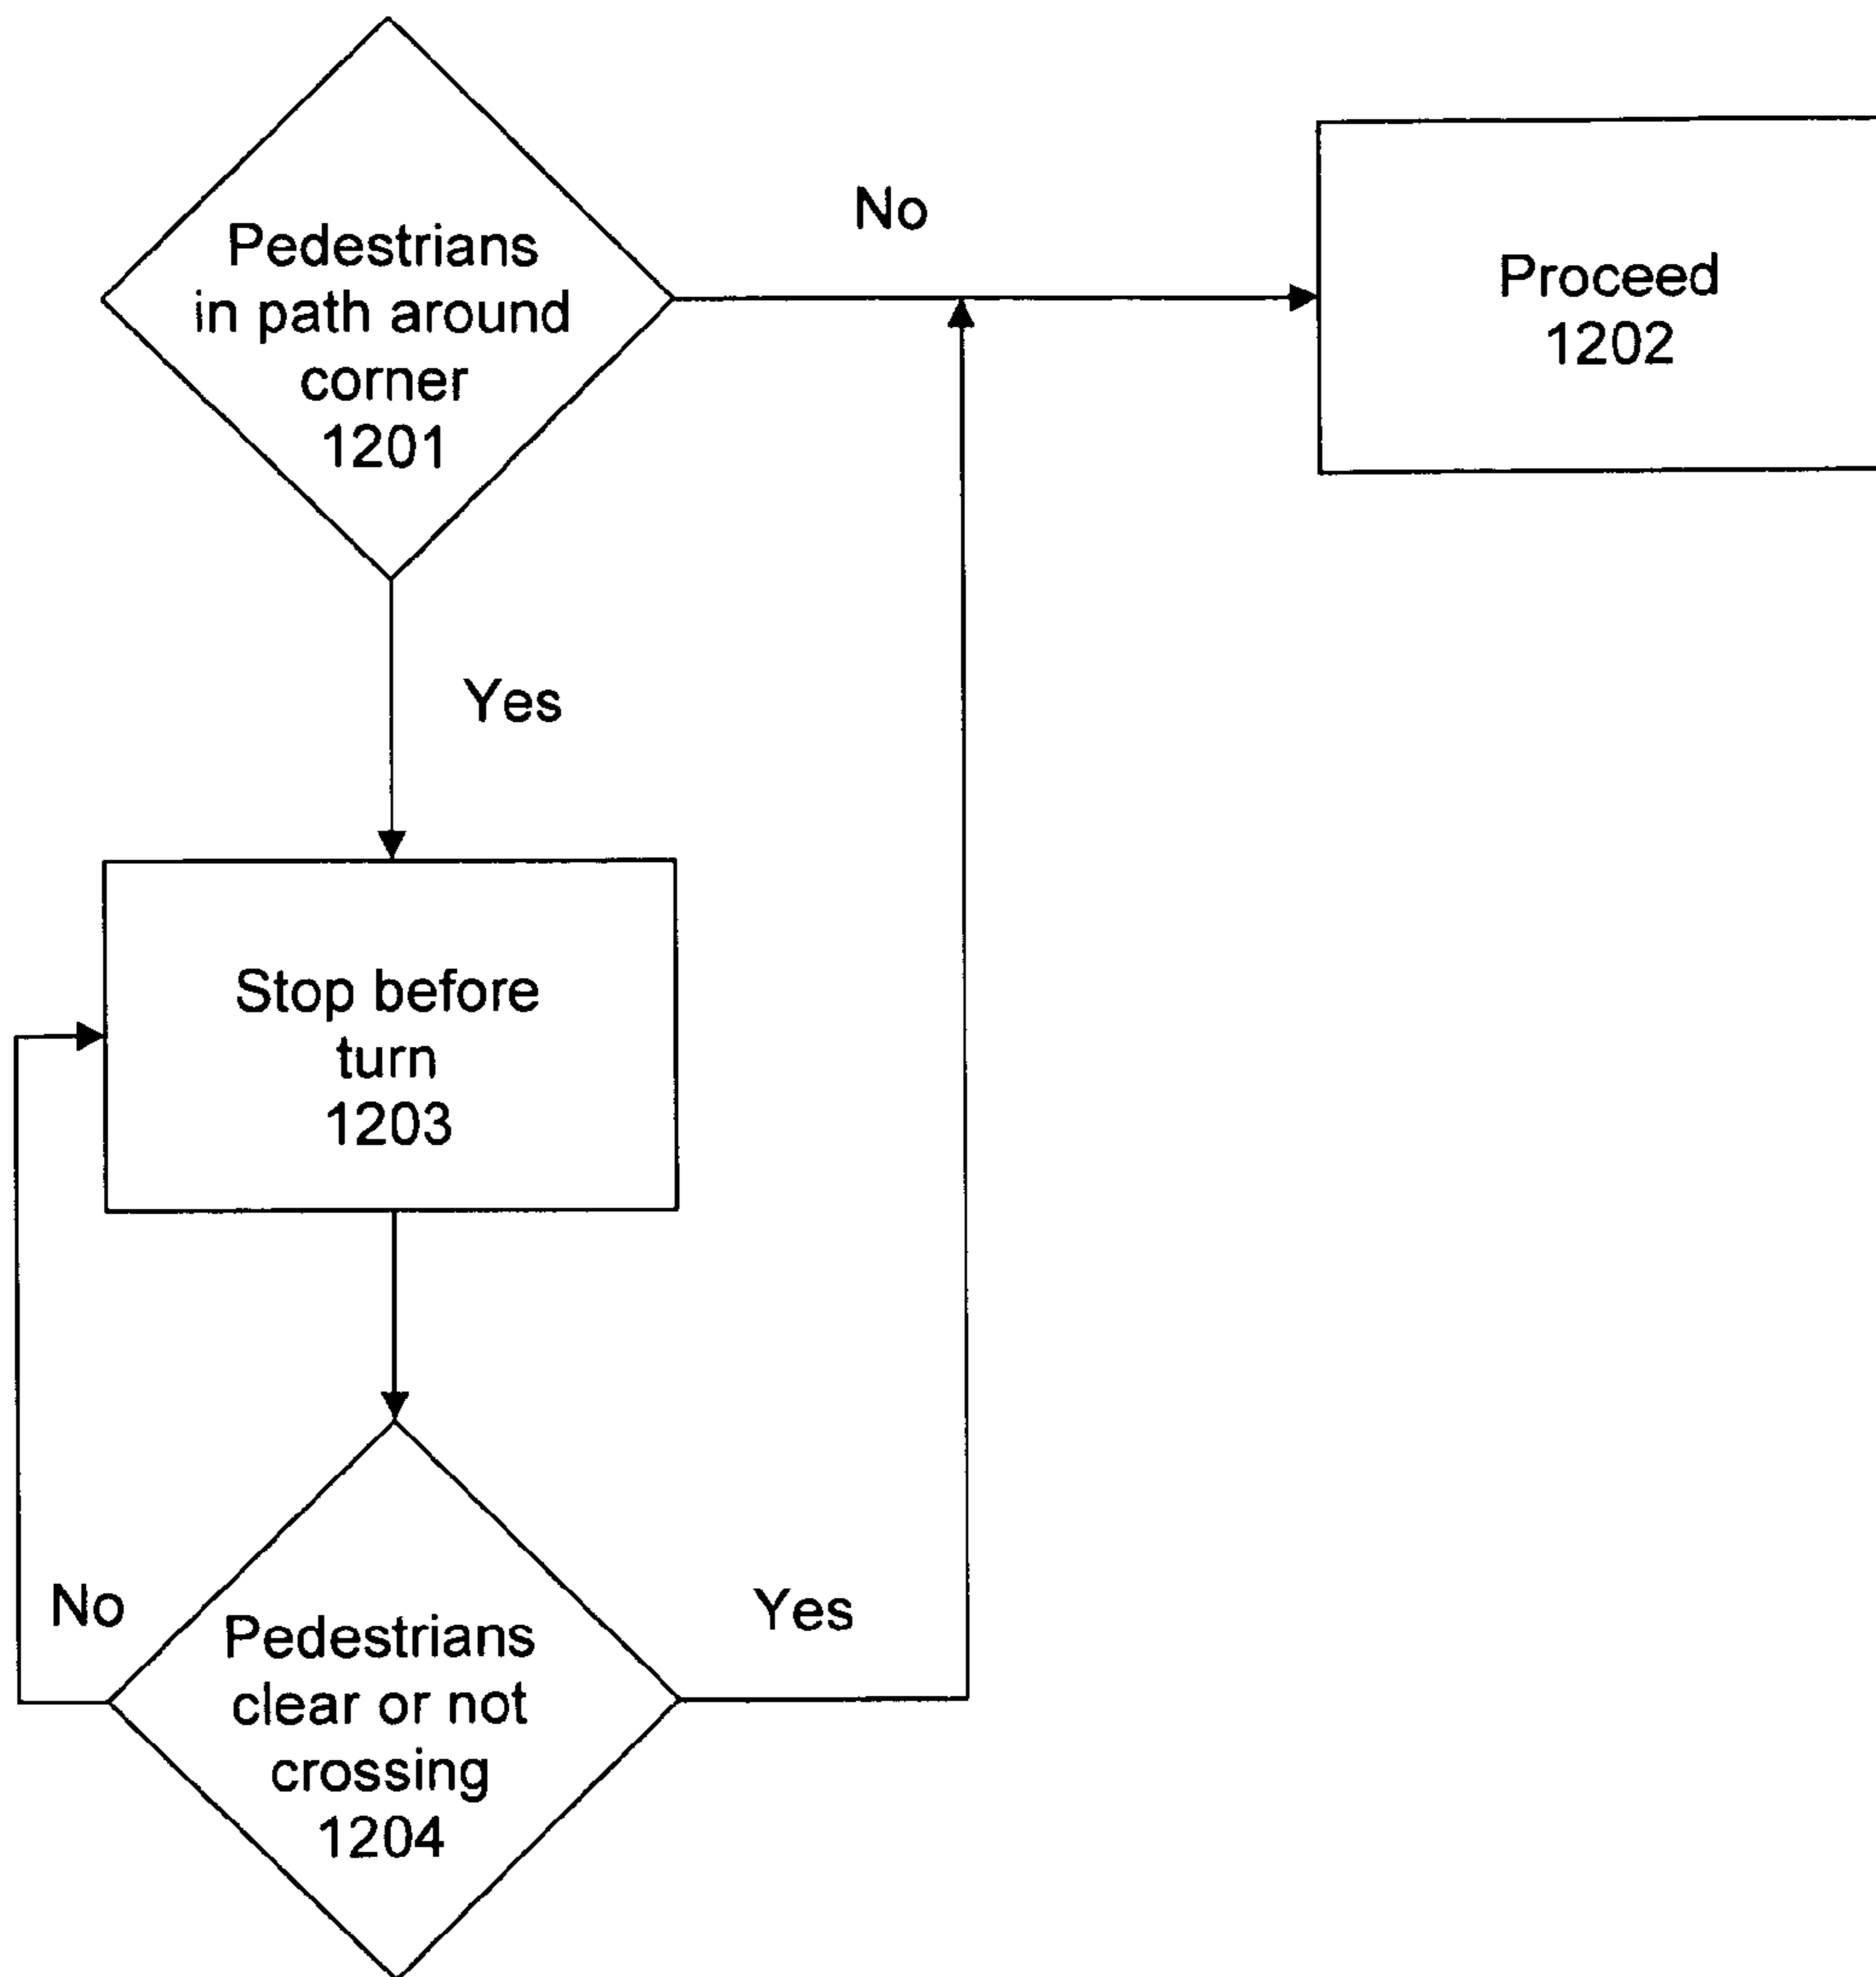 Pedestrians
in path around
corner
1201
No
Proceed
1202
Yes
Stop before
turn
1203
No
Pedestrians
clear or not
crossing
1204
Yes